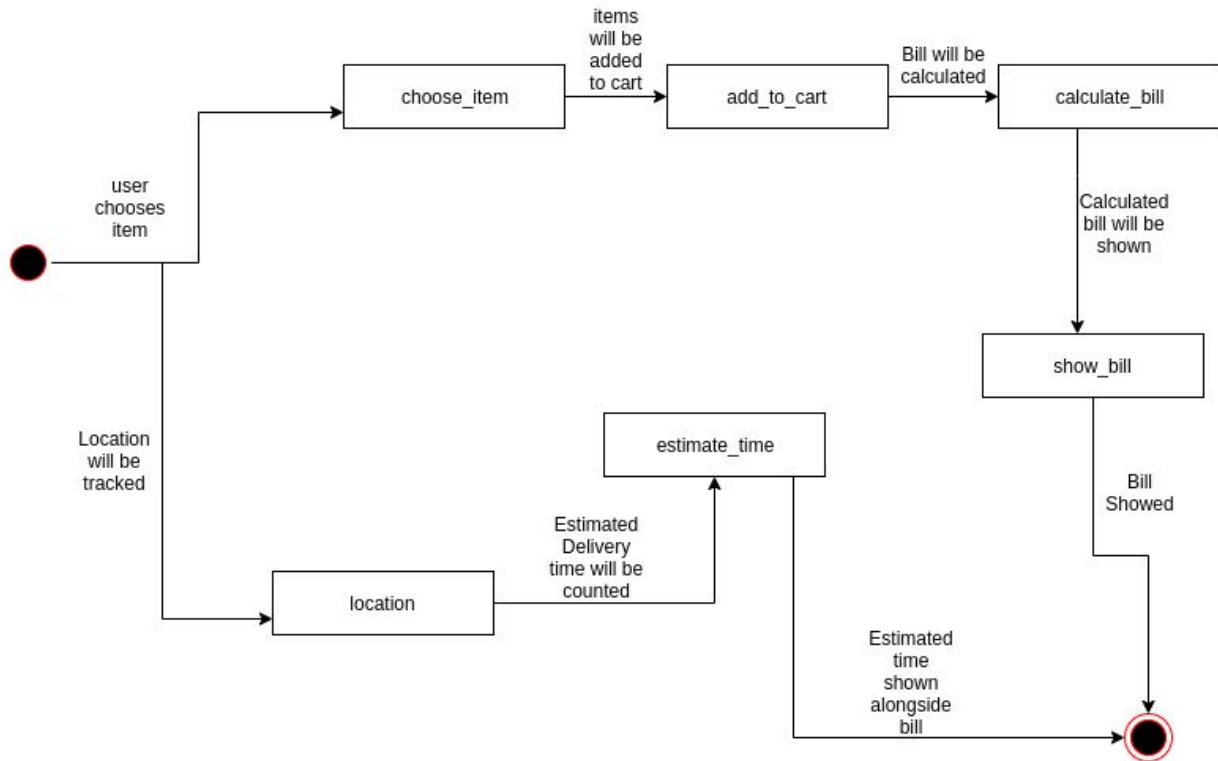 items
will be
added
to cart
Bill will be
calculated
choose_item
add_to_cart
calculate_bill
user
chooses
item
Calculated
bill will be
shown
show_bill
Location
will be
tracked
estimate_time
Bill
Showed
Estimated
Delivery
time will be
counted
location
Estimated
time
shown
alongside
bill